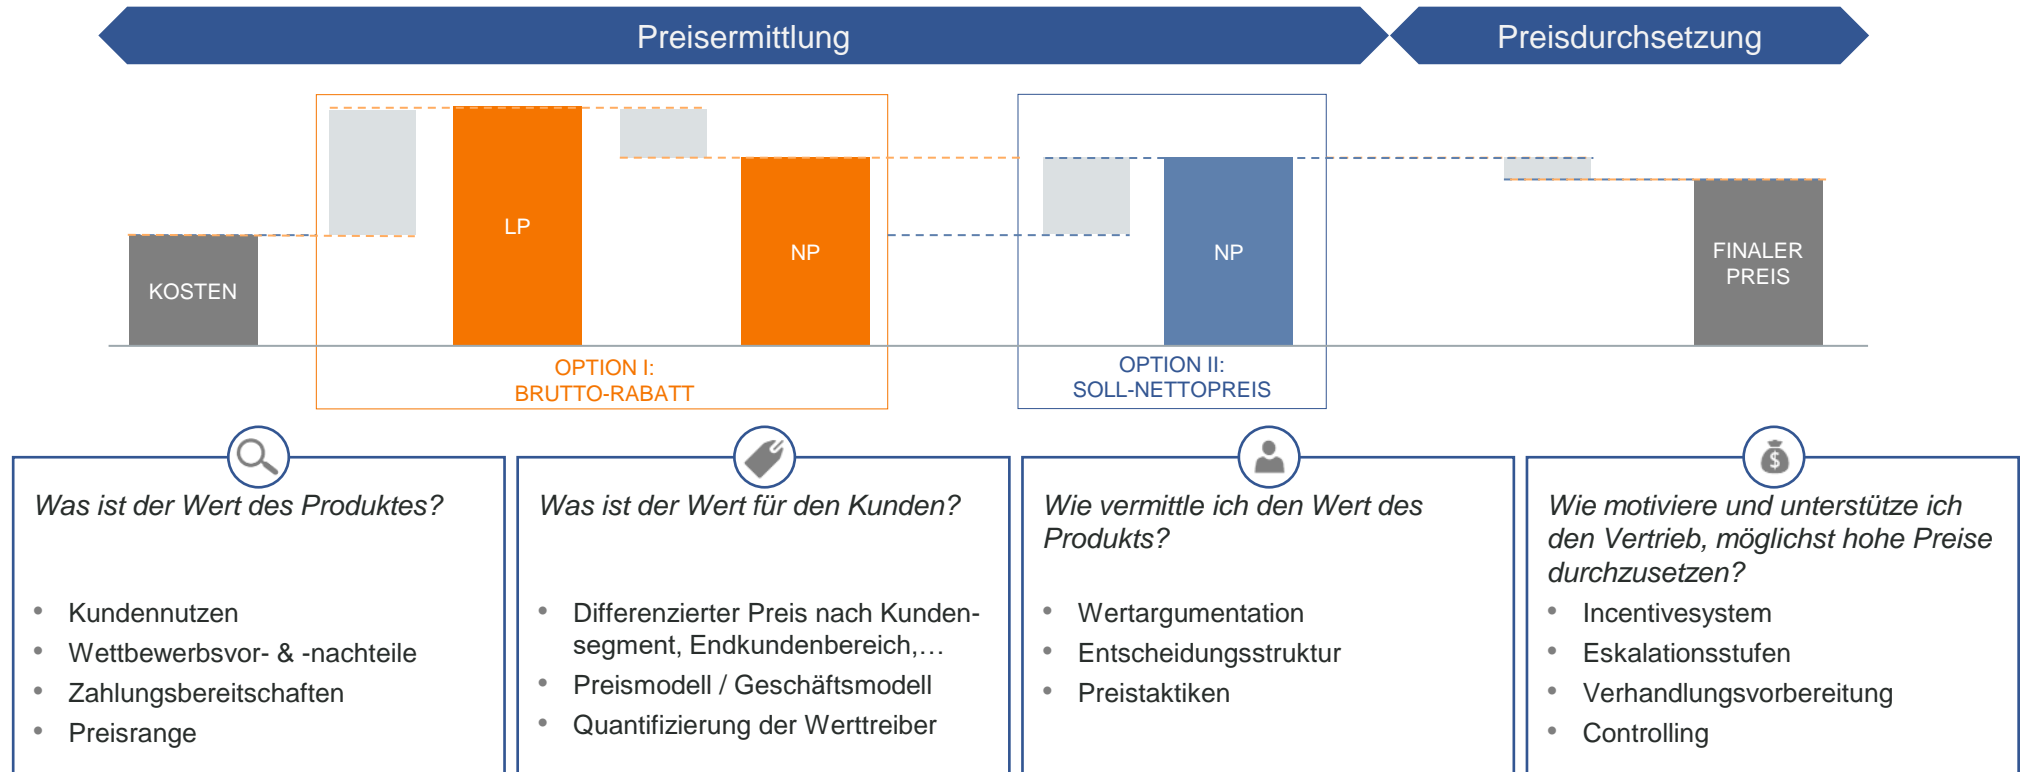 Preisermittlung
Preisdurchsetzung
KOSTEN
LP
NP
NP
FINALER
PREIS
OPTION I:
BRUTTO-RABATT
OPTION II:
SOLL-NETTOPREIS
Was ist der Wert des Produktes?
• Kundennutzen
• Wettbewerbsvor- & -nachteile
• Zahlungsbereitschaften
• Preisrange
Was ist der Wert für den Kunden?
• Differenzierter Preis nach Kunden-
segment, Endkundenbereich,…
• Preismodell / Geschäftsmodell
• Quantifizierung der Werttreiber
Wie vermittle ich den Wert des
Produkts?
• Wertargumentation
• Entscheidungsstruktur
• Preistaktiken
$
Wie motiviere und unterstütze ich
den Vertrieb, möglichst hohe Preise
durchzusetzen?
• Incentivesystem
• Eskalationsstufen
• Verhandlungsvorbereitung
• Controlling